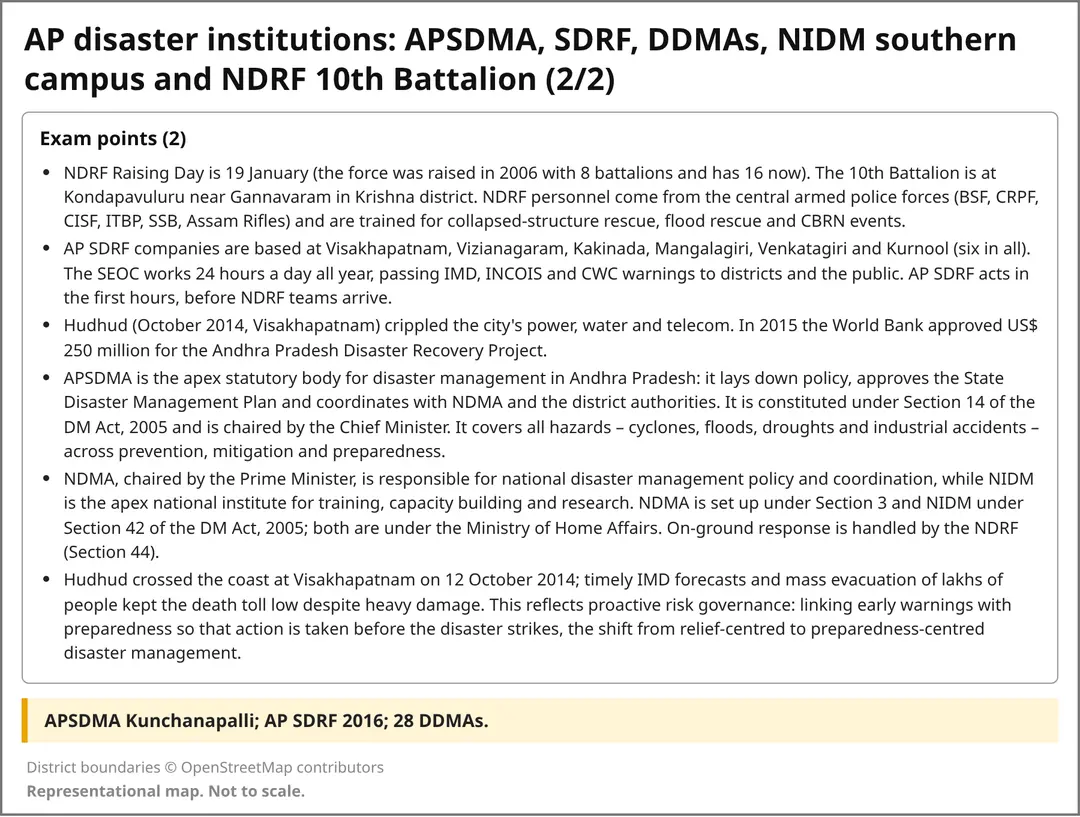 AP disaster institutions: APSDMA, SDRF, DDMAs, NIDM southern
campus and NDRF 10th Battalion (2/2)
Exam points (2)
• NDRF Raising Day is 19 January (the force was raised in 2006 with 8 battalions and has 16 now). The 10th Battalion is at
Kondapavuluru near Gannavaram in Krishna district. NDRF personnel come from the central armed police forces (BSF, CRPF,
CISF, ITBP, SSB, Assam Rifles) and are trained for collapsed-structure rescue, flood rescue and CBRN events.
• AP SDRF companies are based at Visakhapatnam, Vizianagaram, Kakinada, Mangalagiri, Venkatagiri and Kurnool (six in all).
The SEOC works 24 hours a day all year, passing IMD, INCOIS and CWC warnings to districts and the public. AP SDRF acts in
the first hours, before NDRF teams arrive.
• Hudhud (October 2014, Visakhapatnam) crippled the city's power, water and telecom. In 2015 the World Bank approved US$
250 million for the Andhra Pradesh Disaster Recovery Project.
• APSDMA is the apex statutory body for disaster management in Andhra Pradesh: it lays down policy, approves the State
Disaster Management Plan and coordinates with NDMA and the district authorities. It is constituted under Section 14 of the
DM Act, 2005 and is chaired by the Chief Minister. It covers all hazards – cyclones, floods, droughts and industrial accidents –
across prevention, mitigation and preparedness.
• NDMA, chaired by the Prime Minister, is responsible for national disaster management policy and coordination, while NIDM
is the apex national institute for training, capacity building and research. NDMA is set up under Section 3 and NIDM under
Section 42 of the DM Act, 2005; both are under the Ministry of Home Affairs. On-ground response is handled by the NDRF
(Section 44).
• Hudhud crossed the coast at Visakhapatnam on 12 October 2014; timely IMD forecasts and mass evacuation of lakhs of
people kept the death toll low despite heavy damage. This reflects proactive risk governance: linking early warnings with
preparedness so that action is taken before the disaster strikes, the shift from relief-centred to preparedness-centred
disaster management.
APSDMA Kunchanapalli; AP SDRF 2016; 28 DDMAs.
District boundaries © OpenStreetMap contributors
Representational map. Not to scale.